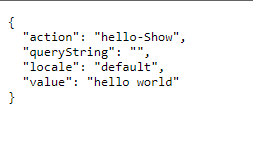 {
  "action": "hello-Show",
  "queryString": "",
  "locale": "default",
  "value": "hello world"
}